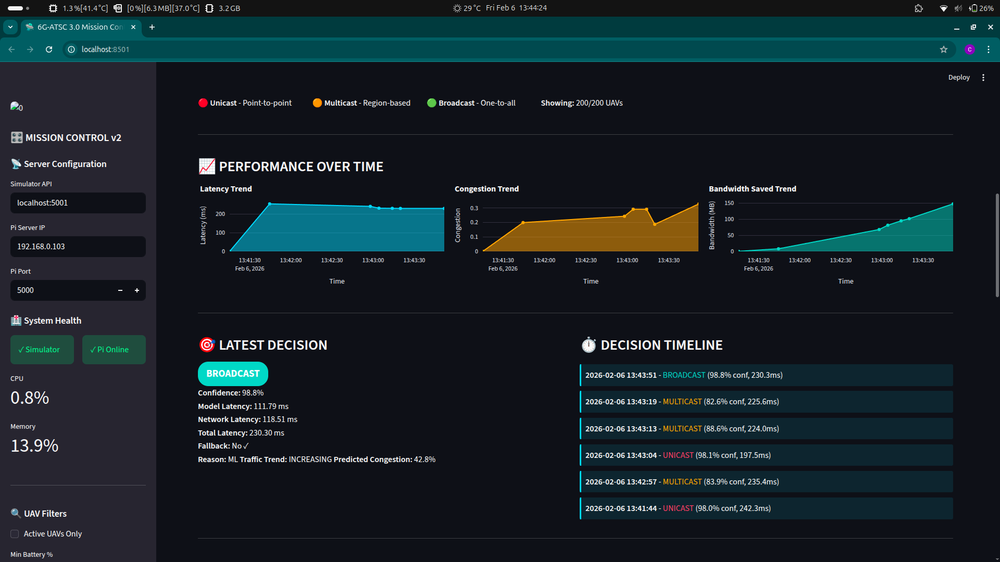 1.3%[41.4°C] [0%][6.3MB][37.0°C] 3.2GB 29°C Fri Feb 6 13:44:24 26%
6G-ATSC 3.0 Mission Con
localhost:8501 C
Deploy
0
MISSION CONTROL v2
Server Configuration
Simulator API
localhost:5001
Pi Server IP
192.168.0.103
Pi Port
5000 - +
System Health
✓ Simulator ✓ Pi Online
CPU
0.8%
Memory
13.9%
UAV Filters
Active UAVs Only
Min Battery %
Unicast - Point-to-point Multicast - Region-based Broadcast - One-to-all Showing: 200/200 UAVs
PERFORMANCE OVER TIME
Latency Trend
Latency (ms)
200
100
0
13:41:30 13:42:00 13:42:30 13:43:00 13:43:30
Feb 6, 2026
Time
Congestion Trend
Congestion
0.3
0.2
0.1
0
13:41:30 13:42:00 13:42:30 13:43:00 13:43:30
Feb 6, 2026
Time
Bandwidth Saved Trend
Bandwidth (MB)
150
100
50
0
13:41:30 13:42:00 13:42:30 13:43:00 13:43:30
Feb 6, 2026
Time
LATEST DECISION
BROADCAST
Confidence: 98.8%
Model Latency: 111.79 ms
Network Latency: 118.51 ms
Total Latency: 230.30 ms
Fallback: No ✓
Reason: ML Traffic Trend: INCREASING Predicted Congestion: 42.8%
DECISION TIMELINE
2026-02-06 13:43:51 - BROADCAST (98.8% conf, 230.3ms)
2026-02-06 13:43:19 - MULTICAST (82.6% conf, 225.6ms)
2026-02-06 13:43:13 - MULTICAST (88.6% conf, 224.0ms)
2026-02-06 13:43:04 - UNICAST (98.1% conf, 197.5ms)
2026-02-06 13:42:57 - MULTICAST (83.9% conf, 235.4ms)
2026-02-06 13:41:44 - UNICAST (98.0% conf, 242.3ms)